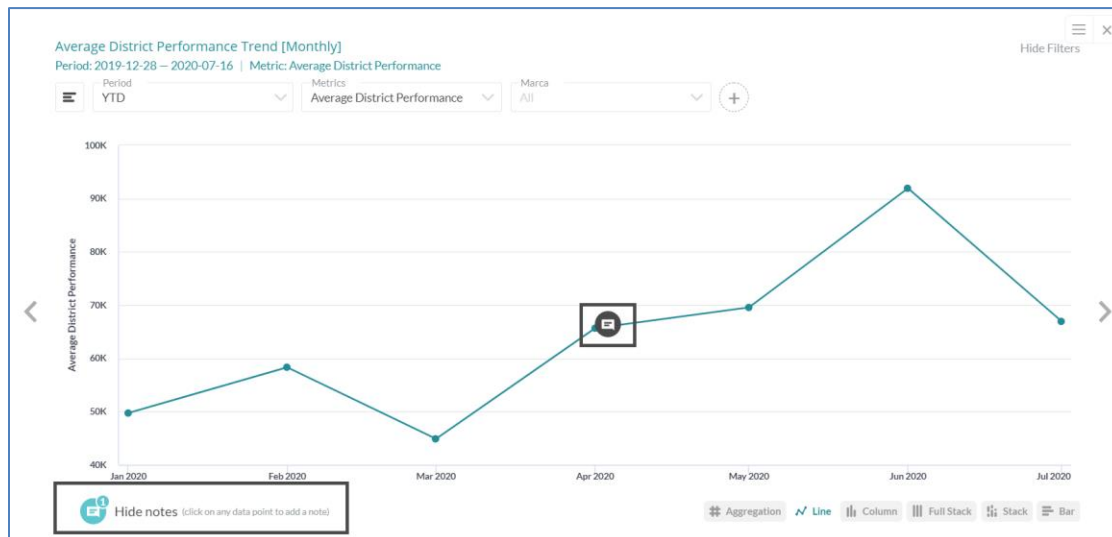 Average District Performance Trend [Monthly]
Hide Filters
Period: 2019-12-28 — 2020-07-16 | Metric: Average District Performance
Period
YTD
Metrics
Average District Performance
Marca
All
100K
90K
80K
70K
60K
50K
40K
Average District Performance
Jan 2020
Feb 2020
Mar 2020
Apr 2020
May 2020
Jun 2020
Jul 2020
1
Hide notes (click on any data point to add a note)
Aggregation
Line
Column
Full Stack
Stack
Bar